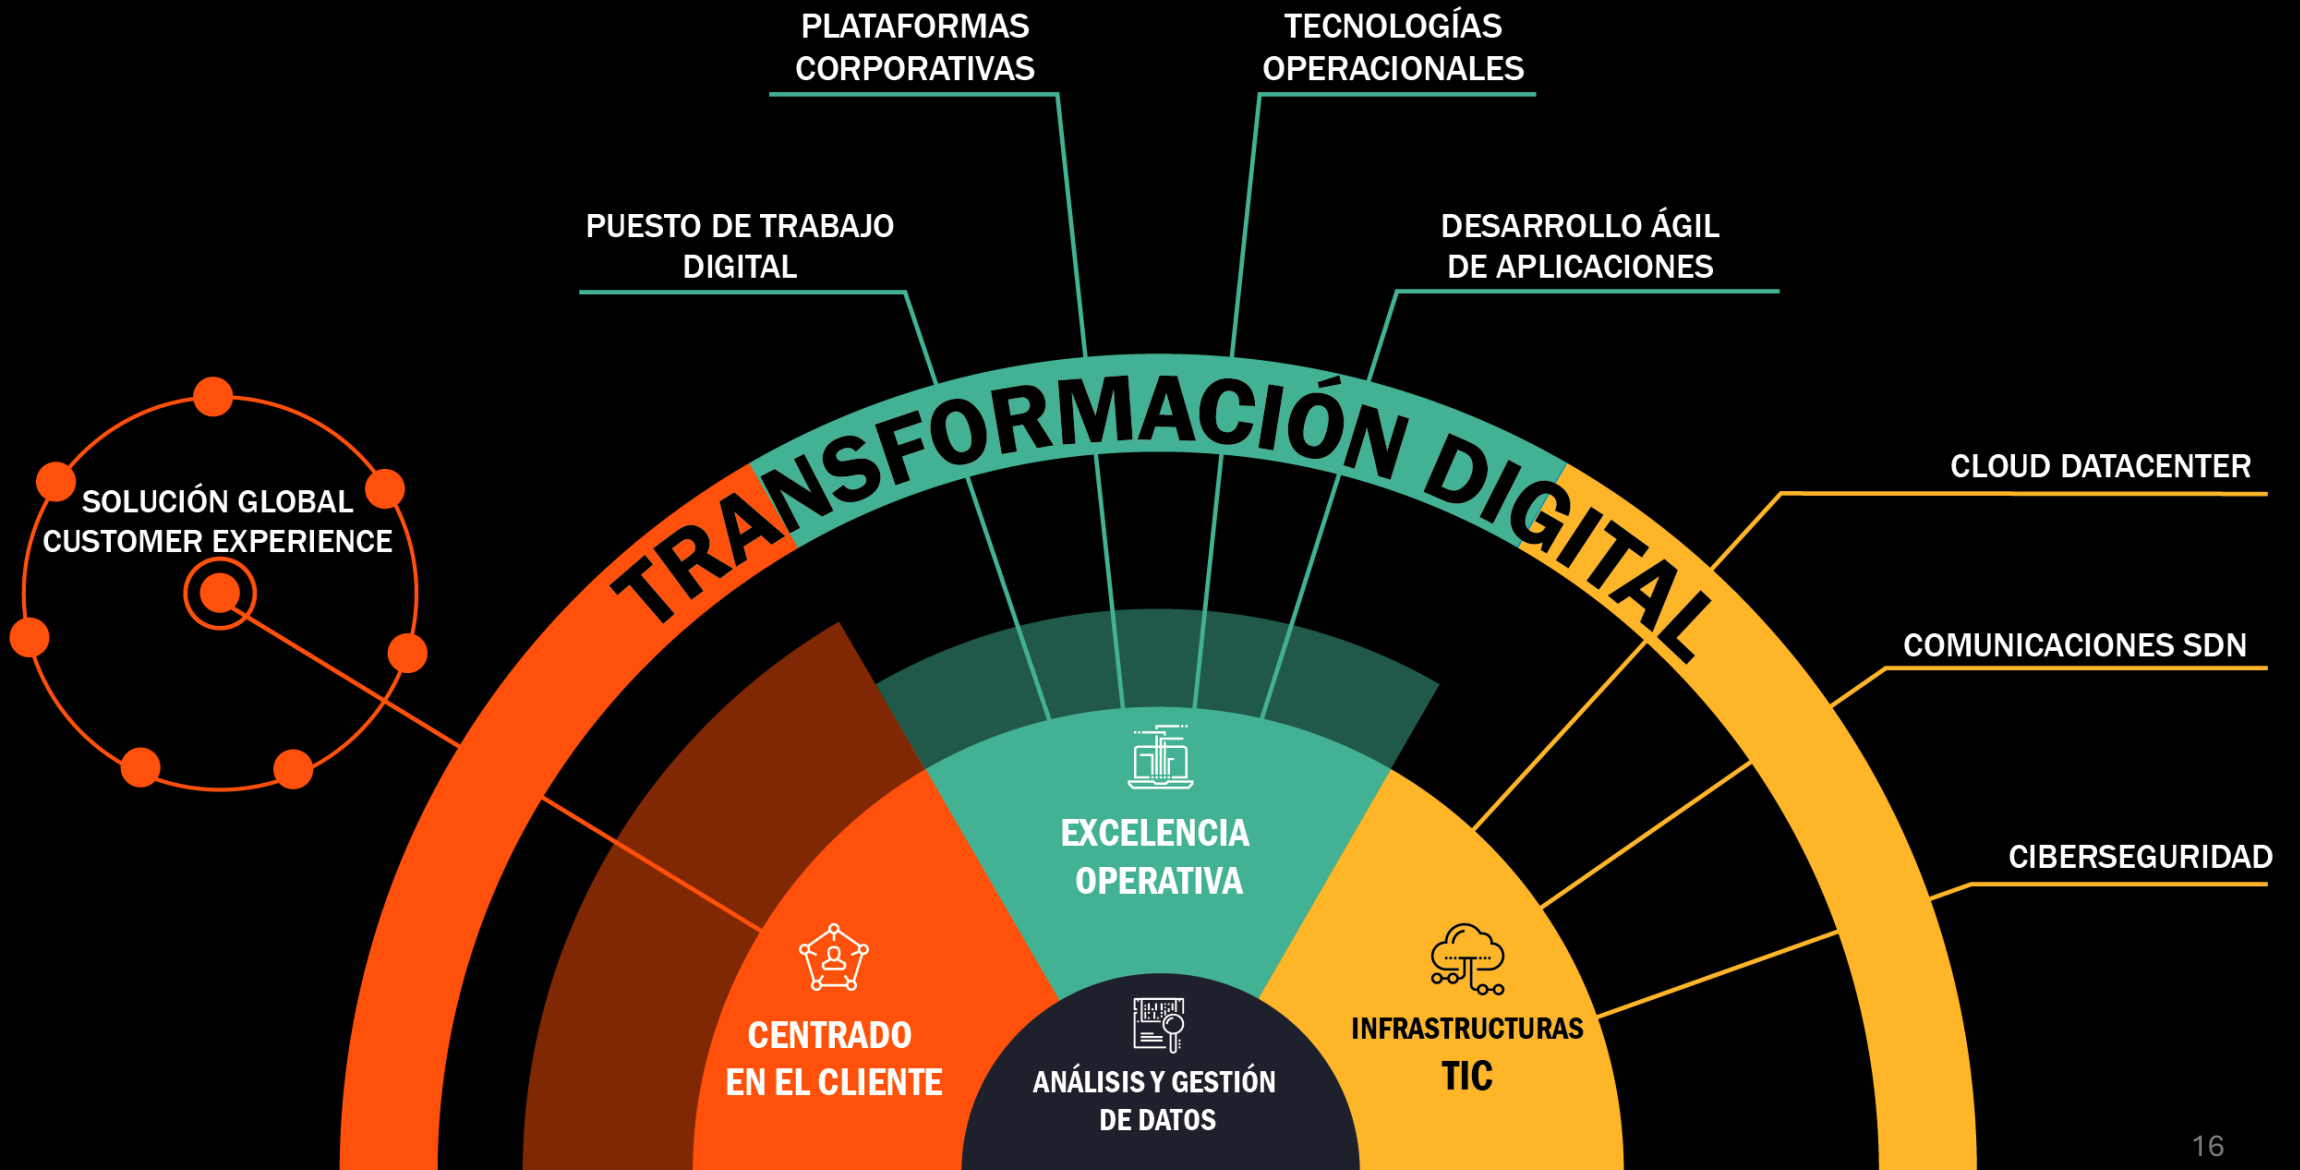 PLATAFORMAS
CORPORATIVAS
TECNOLOGÍAS
OPERACIONALES
PUESTO DE TRABAJO
DIGITAL
DESARROLLO ÁGIL
DE APLICACIONES
TRANSFORMACIÓN DIGITAL
SOLUCIÓN GLOBAL
CUSTOMER EXPERIENCE
CLOUD DATACENTER
COMUNICACIONES SDN
CIBERSEGURIDAD
EXCELENCIA
OPERATIVA
CENTRADO
EN EL CLIENTE
INFRASTRUCTURAS
TIC
ANÁLISIS Y GESTIÓN
DE DATOS
16